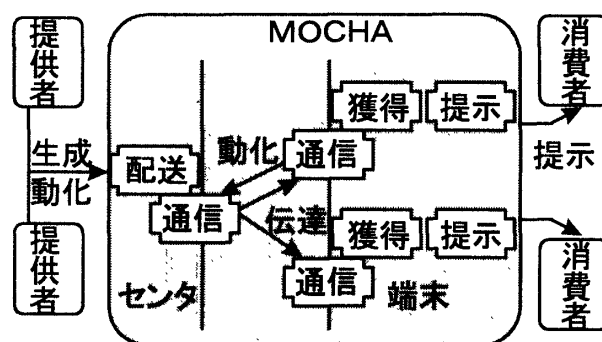 MOCHA
提供者
消費者
獲得
提示
生成
動化
配送
動化
通信
提示
通信
伝達
獲得
提示
提供者
センタ
通信
端末
消費者